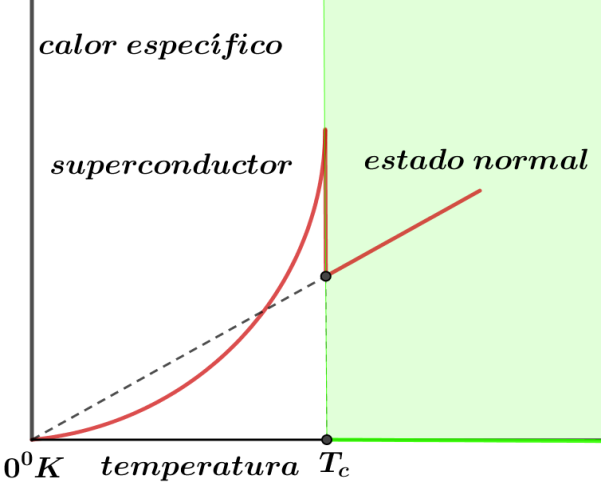 calor específico
superconductor
estado normal
0⁰K
temperatura
T_c